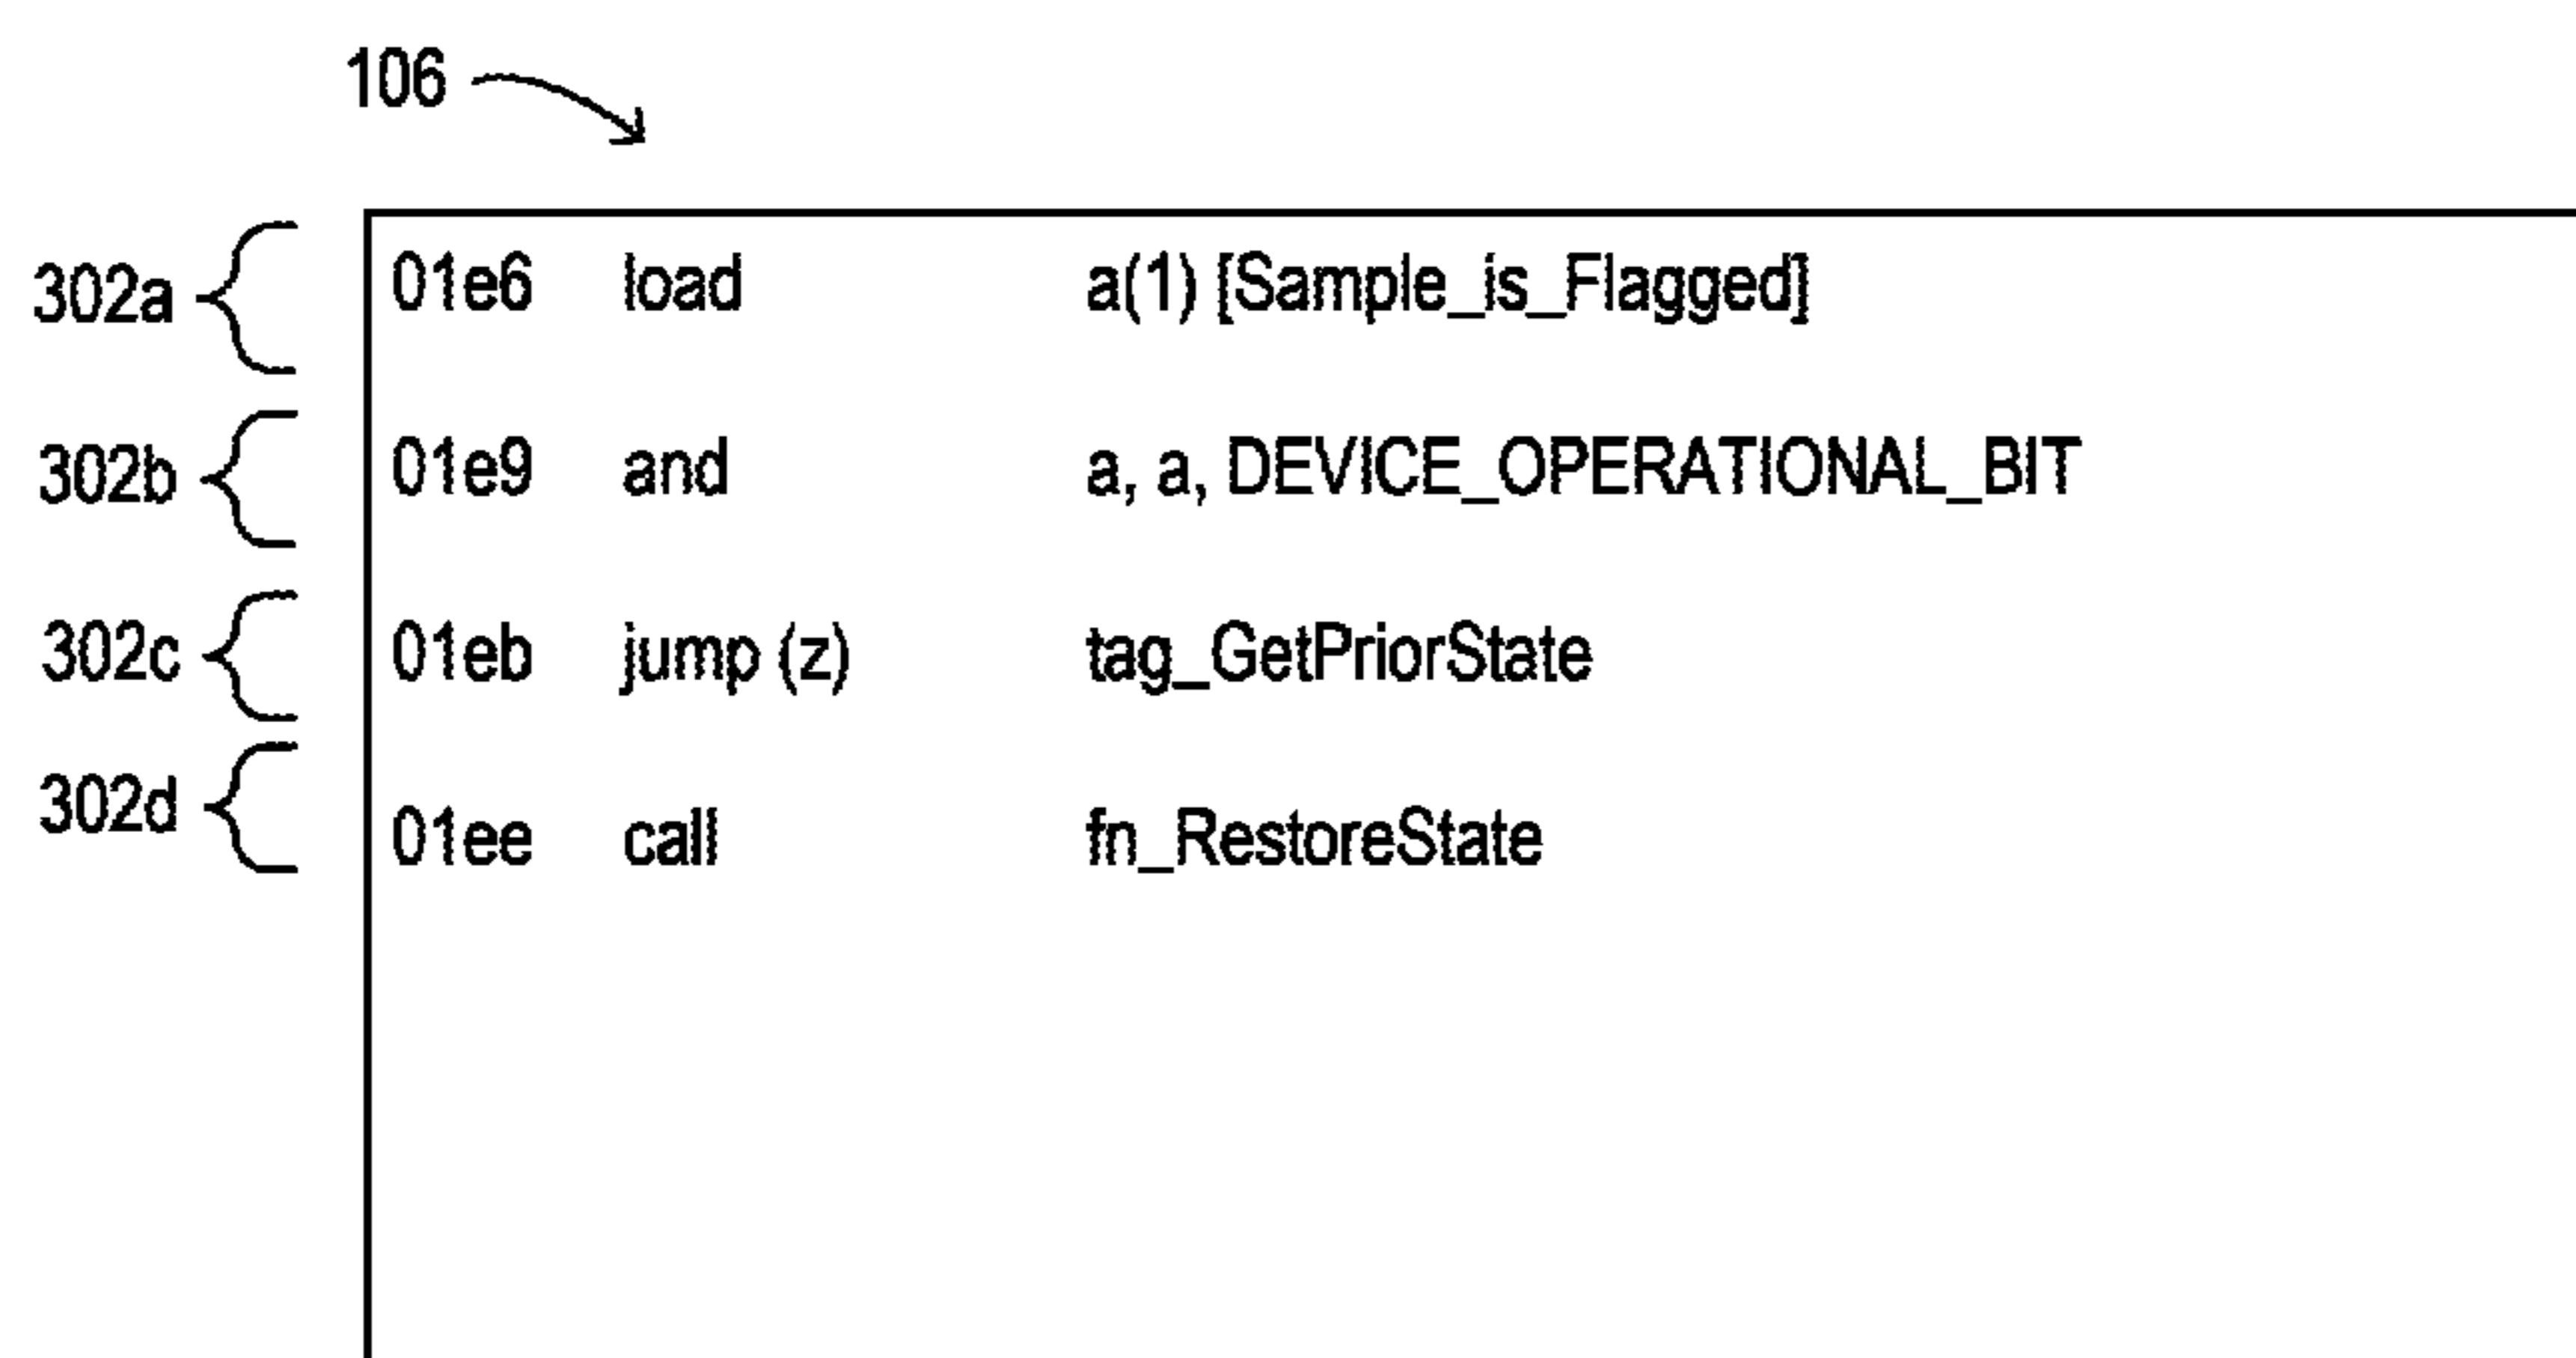 106
302a 01e6 load a(1) [Sample_is_Flagged]
302b 01e9 and a, a, DEVICE_OPERATIONAL_BIT
302c 01eb jump (z) tag_GetPriorState
302d 01ee call fn_RestoreState